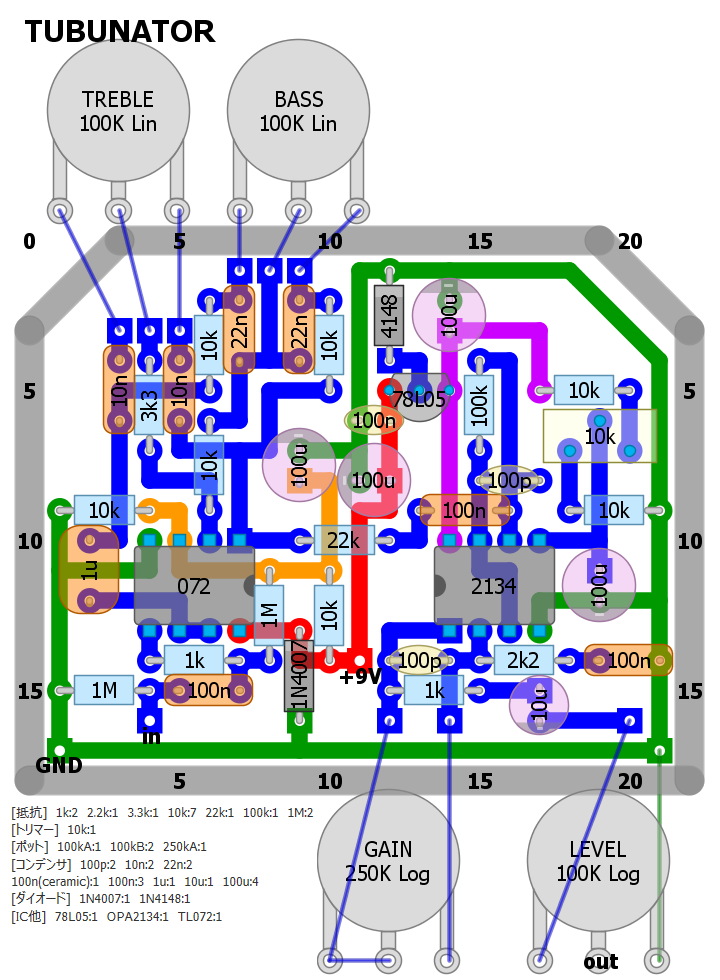 TUBUNATOR
TREBLE
100K Lin
BASS
100K Lin
0
5
10
15
20
4148
100u
10k
22n
22n
10k
5
10n
3k3
10n
78L05
100k
10k
5
100n
10k
10k
100u
100u
100p
10k
100n
10k
10
22k
10
1u
072
2134
100u
1M
10k
1k
1N4007
100p
2k2
100n
+9V
15
1M
100n
1k
10u
15
in
GND
5
10
15
20
[抵抗] 1k:2 2.2k:1 3.3k:1 10k:7 22k:1 100k:1 1M:2
[トリマー] 10k:1
[ポット] 100kA:1 100kB:2 250kA:1
[コンデンサ] 100p:2 10n:2 22n:2
100n(ceramic):1 100n:3 1u:1 10u:1 100u:4
[ダイオード] 1N4007:1 1N4148:1
[IC他] 78L05:1 OPA2134:1 TL072:1
GAIN
250K Log
LEVEL
100K Log
out